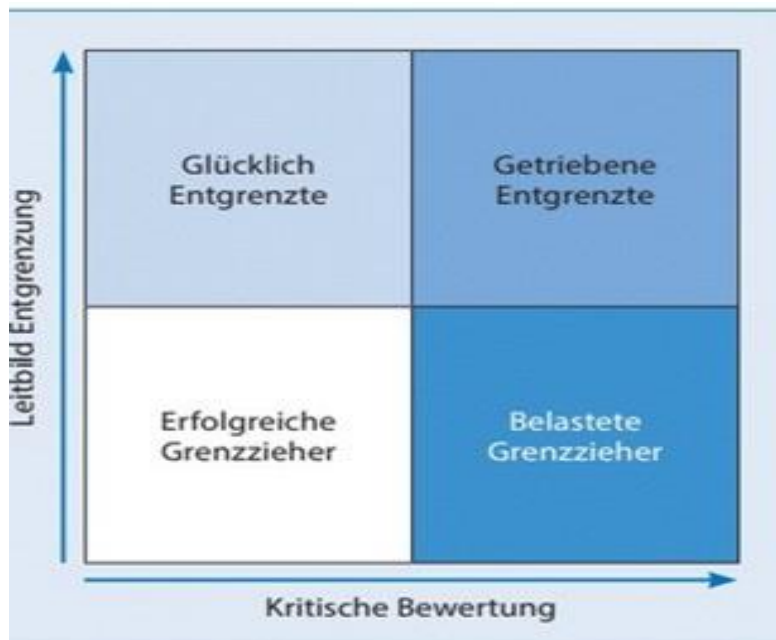 Leitbild Entgrenzung
Glücklich
Entgrenzte
Getriebene
Entgrenzte
Erfolgreiche
Grenzzieher
Belastete
Grenzzieher
Kritische Bewertung